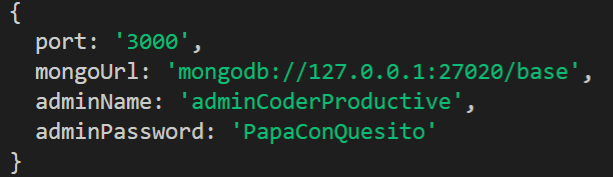 {
  port: '3000',
  mongoUrl: 'mongodb://127.0.0.1:27020/base',
  adminName: 'adminCoderProductive',
  adminPassword: 'PapaConQuesito'
}